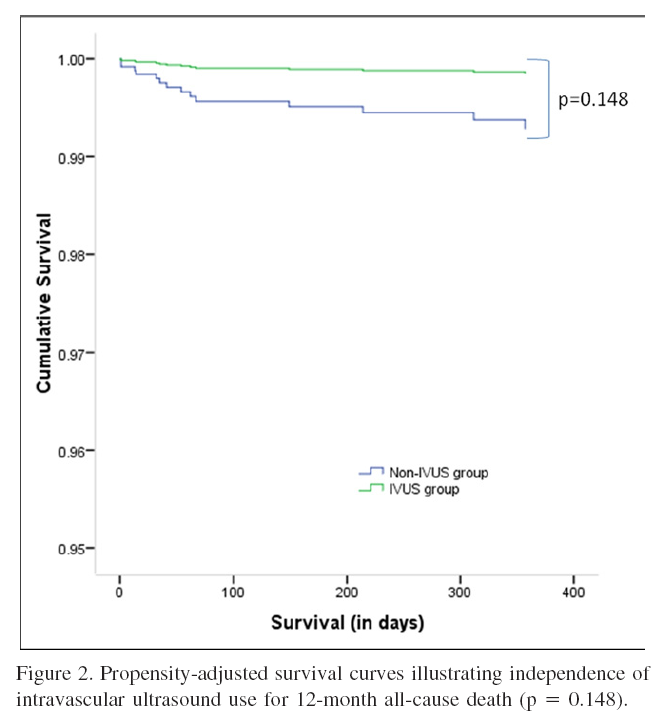 1.00
0.99
0.98
0.97
0.96
0.95
Cumulative Survival
p=0.148
Non-IVUS group
IVUS group
0 100 200 300 400
Survival (in days)
Figure 2. Propensity-adjusted survival curves illustrating independence of
intravascular ultrasound use for 12-month all-cause death (p = 0.148).